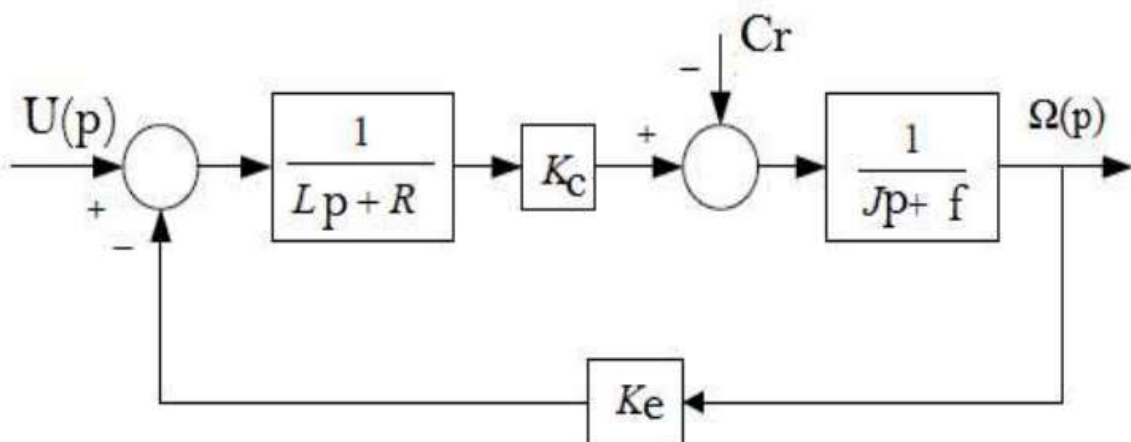 Cr
−
U(p)
+
−
1
Lp + R
Kc
+
1
Jp + f
Ω(p)
Ke